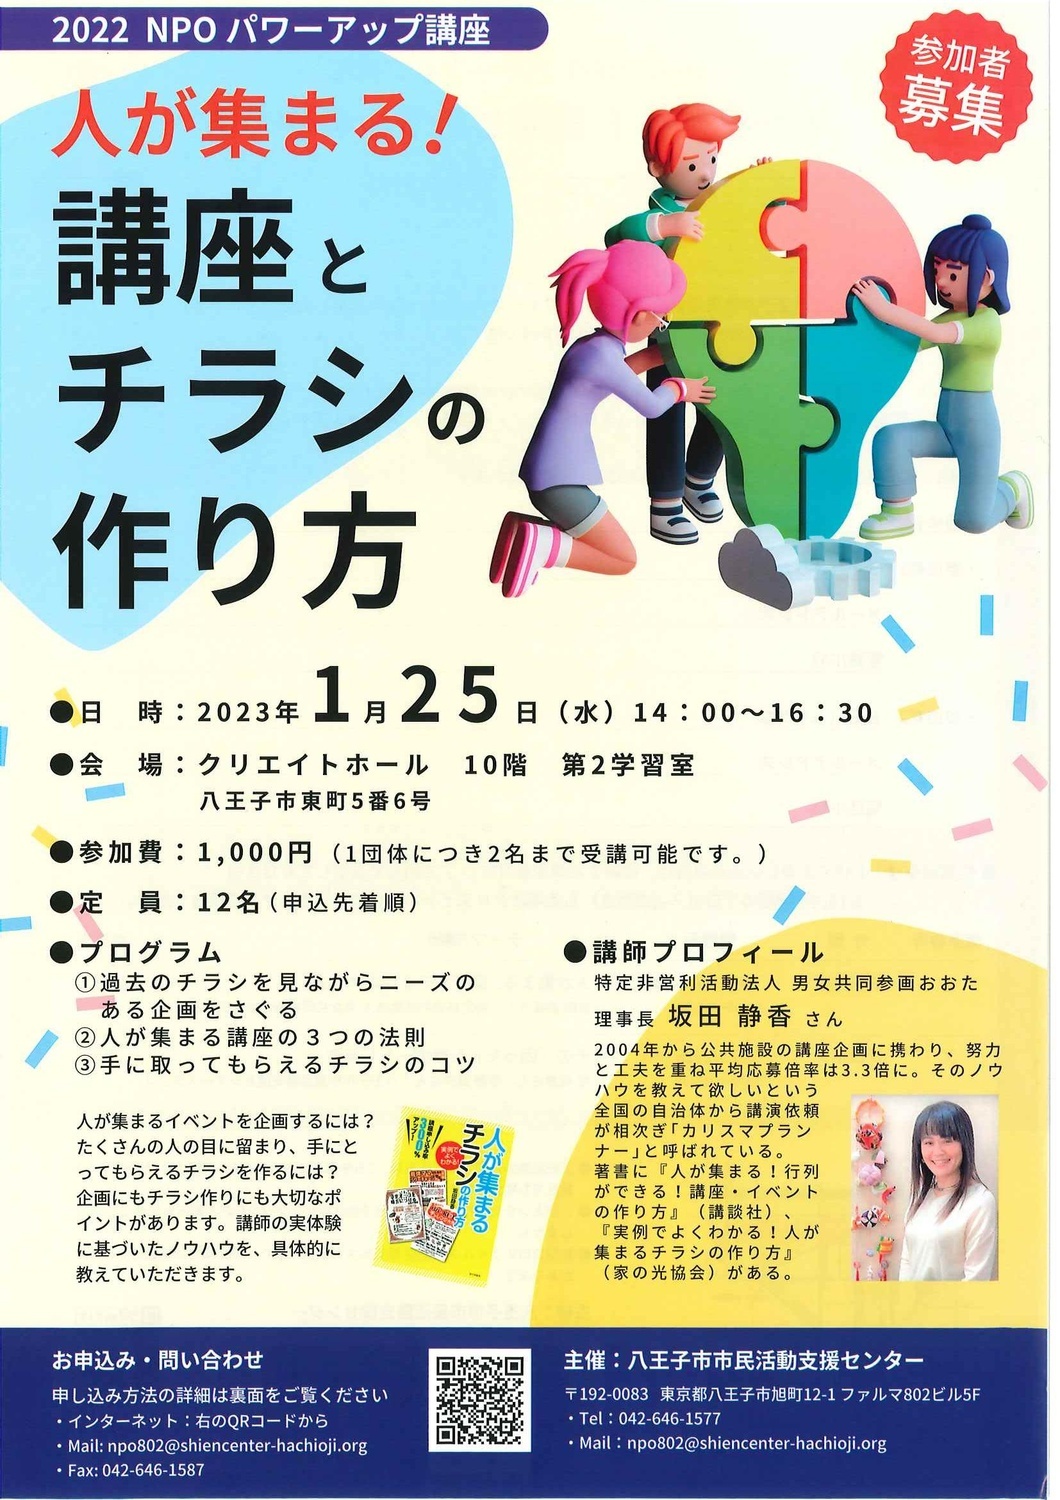 2022 NPO パワーアップ講座
参加者
募集
人が集まる!
講座と
チラシの
作り方
●日　時：2023年 1月25日（水）14：00〜16：30
●会　場：クリエイトホール　10階　第2学習室
八王子市東町5番6号
●参加費：1,000円（1団体につき2名まで受講可能です。）
●定　員：12名（申込先着順）
●プログラム
①過去のチラシを見ながらニーズの
ある企画をさぐる
②人が集まる講座の３つの法則
③手に取ってもらえるチラシのコツ
人が集まるイベントを企画するには？
たくさんの人の目に留まり、手にと
ってもらえるチラシを作るには？
企画にもチラシ作りにも大切なポ
イントがあります。講師の実体験
に基づいたノウハウを、具体的に
教えていただきます。
人が集まる
チラシの作り方
実例で
よく
わかる!
300%
アップ!
●講師プロフィール
特定非営利活動法人 男女共同参画おおた
理事長 坂田 静香 さん
2004年から公共施設の講座企画に携わり、努力
と工夫を重ね平均応募倍率は3.3倍に。そのノウ
ハウを教えて欲しいという
全国の自治体から講演依頼
が相次ぎ「カリスマプラン
ナー」と呼ばれている。
著書に『人が集まる！行列
ができる！講座・イベント
の作り方』（講談社）、
『実例でよくわかる！人が
集まるチラシの作り方』
（家の光協会）がある。
お申込み・問い合わせ
申し込み方法の詳細は裏面をご覧ください
・インターネット：右のQRコードから
・Mail: npo802@shiencenter-hachioji.org
・Fax: 042-646-1587
主催：八王子市市民活動支援センター
〒192-0083 東京都八王子市旭町12-1 ファルマ802ビル5F
・Tel：042-646-1577
・Mail：npo802@shiencenter-hachioji.org